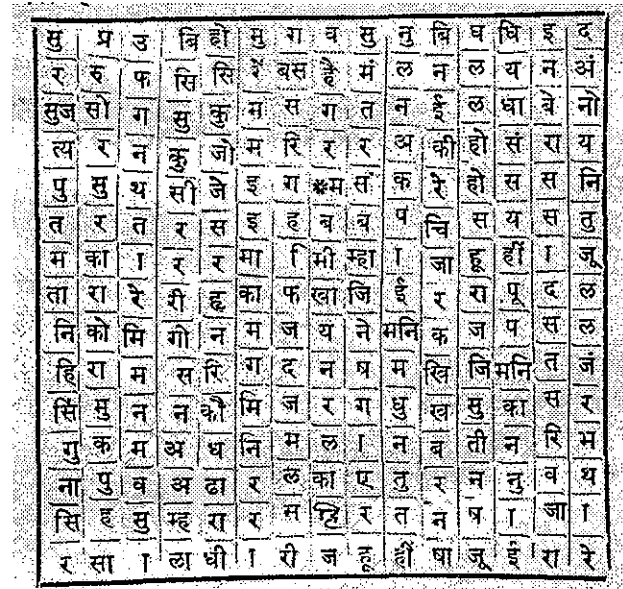 सु प्र उ बि हो मु ग ब सु नु बि घ धि इ द
र रु फ सि सि रें बस है मं ल न ल य न अं
सुज सो ग सु कु म स ग त न ई ल धा बे नो
त्य र न कु जो म रि र र अ की हो सं रा य
पु सु थ सी जे इ ग *म सं क रे हो स स नि
त र त र स इ ह ब ब प चि स य स तु
म का ा र र मा ि मी म्हा ा जा हू हीं ा जू
ता रा रे री हृ का फ खा जि ई र रा पू द ल
नि को मि गो न म ज य ने मनि क ज प स ल
हि रा म स रि ग द न ष म खि जि मनि त जं
सिं मु न न कौ मि ज र ग धु ख सु का स र
गु क म अ ध नि म ल ा न ब ती न रि भ
ना पु व अ ढा र ल का ए तु र न नु व थ
सि ह सु म्ह रा र स हिं र त न ष ा जा ा
र सा ा ला धी ा री ज हू हीं षा जू ई रा रे